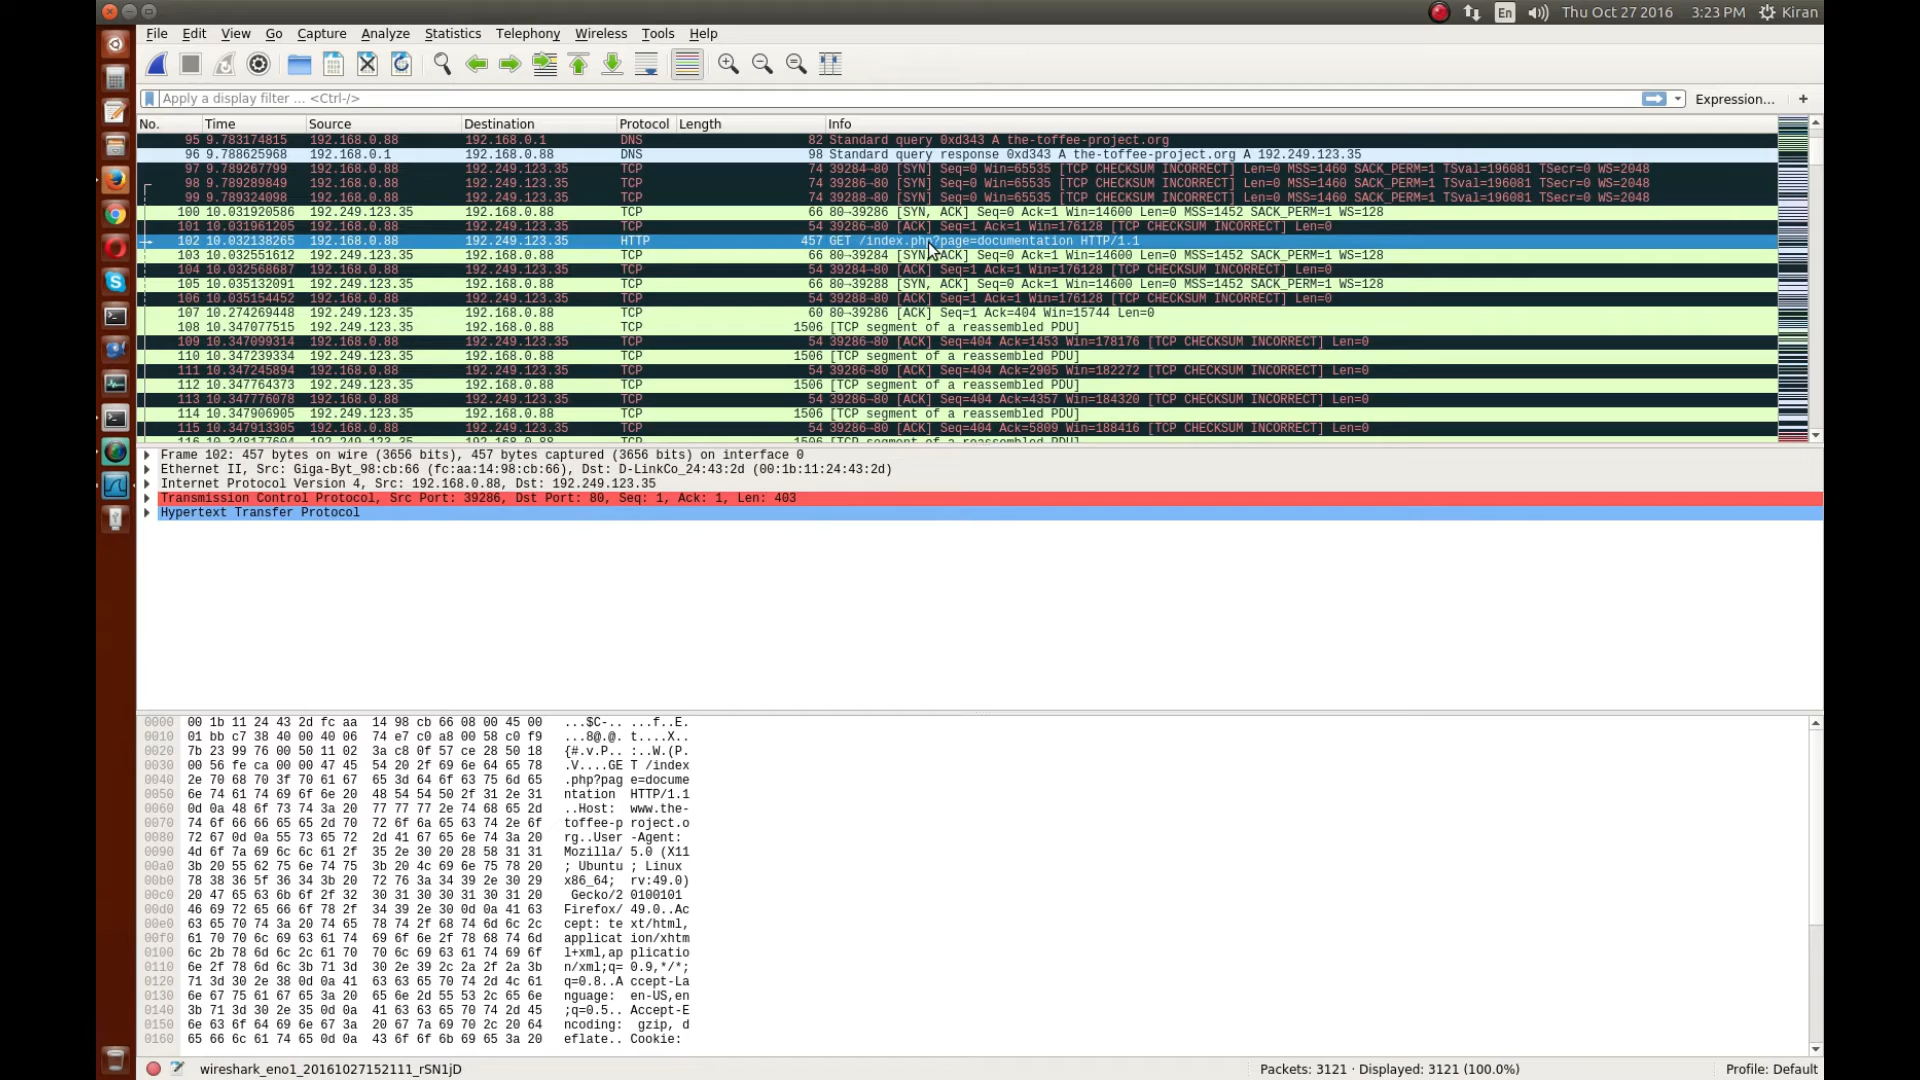 En Thu Oct 27 2016 3:23 PM Kiran
File Edit View Go Capture Analyze Statistics Telephony Wireless Tools Help
Apply a display filter ... <Ctrl-/> Expression... +
No. Time Source Destination Protocol Length Info
95 9.783174815 192.168.0.88 192.168.0.1 DNS 82 Standard query 0xd343 A the-toffee-project.org
96 9.788625968 192.168.0.1 192.168.0.88 DNS 98 Standard query response 0xd343 A the-toffee-project.org A 192.249.123.35
97 9.789267799 192.168.0.88 192.249.123.35 TCP 74 39284→80 [SYN] Seq=0 Win=65535 [TCP CHECKSUM INCORRECT] Len=0 MSS=1460 SACK_PERM=1 TSval=196081 TSecr=0 WS=2048
98 9.789289849 192.168.0.88 192.249.123.35 TCP 74 39286→80 [SYN] Seq=0 Win=65535 [TCP CHECKSUM INCORRECT] Len=0 MSS=1460 SACK_PERM=1 TSval=196081 TSecr=0 WS=2048
99 9.789324098 192.168.0.88 192.249.123.35 TCP 74 39288→80 [SYN] Seq=0 Win=65535 [TCP CHECKSUM INCORRECT] Len=0 MSS=1460 SACK_PERM=1 TSval=196081 TSecr=0 WS=2048
100 10.031920586 192.249.123.35 192.168.0.88 TCP 66 80→39286 [SYN, ACK] Seq=0 Ack=1 Win=14600 Len=0 MSS=1452 SACK_PERM=1 WS=128
101 10.031961205 192.168.0.88 192.249.123.35 TCP 54 39286→80 [ACK] Seq=1 Ack=1 Win=176128 [TCP CHECKSUM INCORRECT] Len=0
102 10.032138265 192.168.0.88 192.249.123.35 HTTP 457 GET /index.php?page=documentation HTTP/1.1
103 10.032551612 192.249.123.35 192.168.0.88 TCP 66 80→39284 [SYN, ACK] Seq=0 Ack=1 Win=14600 Len=0 MSS=1452 SACK_PERM=1 WS=128
104 10.032568687 192.168.0.88 192.249.123.35 TCP 54 39284→80 [ACK] Seq=1 Ack=1 Win=176128 [TCP CHECKSUM INCORRECT] Len=0
105 10.035132091 192.249.123.35 192.168.0.88 TCP 66 80→39288 [SYN, ACK] Seq=0 Ack=1 Win=14600 Len=0 MSS=1452 SACK_PERM=1 WS=128
106 10.035154452 192.168.0.88 192.249.123.35 TCP 54 39288→80 [ACK] Seq=1 Ack=1 Win=176128 [TCP CHECKSUM INCORRECT] Len=0
107 10.274269448 192.249.123.35 192.168.0.88 TCP 60 80→39286 [ACK] Seq=1 Ack=404 Win=15744 Len=0
108 10.347077515 192.249.123.35 192.168.0.88 TCP 1506 [TCP segment of a reassembled PDU]
109 10.347099314 192.168.0.88 192.249.123.35 TCP 54 39286→80 [ACK] Seq=404 Ack=1453 Win=178176 [TCP CHECKSUM INCORRECT] Len=0
110 10.347239334 192.249.123.35 192.168.0.88 TCP 1506 [TCP segment of a reassembled PDU]
111 10.347245894 192.168.0.88 192.249.123.35 TCP 54 39286→80 [ACK] Seq=404 Ack=2905 Win=182272 [TCP CHECKSUM INCORRECT] Len=0
112 10.347764373 192.249.123.35 192.168.0.88 TCP 1506 [TCP segment of a reassembled PDU]
113 10.347776078 192.168.0.88 192.249.123.35 TCP 54 39286→80 [ACK] Seq=404 Ack=4357 Win=184320 [TCP CHECKSUM INCORRECT] Len=0
114 10.347906905 192.249.123.35 192.168.0.88 TCP 1506 [TCP segment of a reassembled PDU]
115 10.347913305 192.168.0.88 192.249.123.35 TCP 54 39286→80 [ACK] Seq=404 Ack=5809 Win=188416 [TCP CHECKSUM INCORRECT] Len=0
116 10.348177604 192.249.123.35 192.168.0.88 TCP 1506 [TCP segment of a reassembled PDU]
Frame 102: 457 bytes on wire (3656 bits), 457 bytes captured (3656 bits) on interface 0
Ethernet II, Src: Giga-Byt_98:cb:66 (fc:aa:14:98:cb:66), Dst: D-LinkCo_24:43:2d (00:1b:11:24:43:2d)
Internet Protocol Version 4, Src: 192.168.0.88, Dst: 192.249.123.35
Transmission Control Protocol, Src Port: 39286, Dst Port: 80, Seq: 1, Ack: 1, Len: 403
Hypertext Transfer Protocol
0000 00 1b 11 24 43 2d fc aa 14 98 cb 66 08 00 45 00 ...$C-.. ...f..E.
0010 01 bb c7 38 40 00 40 06 74 e7 c0 a8 00 58 c0 f9 ...8@.@. t....X..
0020 7b 23 99 76 00 50 11 02 3a c8 0f 57 ce 28 50 18 {#.v.P.. :..W.(P.
0030 00 56 fe ca 00 00 47 45 54 20 2f 69 6e 64 65 78 .V....GE T /index
0040 2e 70 68 70 3f 70 61 67 65 3d 64 6f 63 75 6d 65 .php?pag e=docume
0050 6e 74 61 74 69 6f 6e 20 48 54 54 50 2f 31 2e 31 ntation HTTP/1.1
0060 0d 0a 48 6f 73 74 3a 20 77 77 77 2e 74 68 65 2d ..Host: www.the-
0070 74 6f 66 66 65 65 2d 70 72 6f 6a 65 63 74 2e 6f toffee-p roject.o
0080 72 67 0d 0a 55 73 65 72 2d 41 67 65 6e 74 3a 20 rg..User -Agent:
0090 4d 6f 7a 69 6c 6c 61 2f 35 2e 30 20 28 58 31 31 Mozilla/ 5.0 (X11
00a0 3b 20 55 62 75 6e 74 75 3b 20 4c 69 6e 75 78 20 ; Ubuntu ; Linux
00b0 78 38 36 5f 36 34 3b 20 72 76 3a 34 39 2e 30 29 x86_64; rv:49.0)
00c0 20 47 65 63 6b 6f 2f 32 30 31 30 30 31 30 31 20 Gecko/2 0100101
00d0 46 69 72 65 66 6f 78 2f 34 39 2e 30 0d 0a 41 63 Firefox/ 49.0..Ac
00e0 63 65 70 74 3a 20 74 65 78 74 2f 68 74 6d 6c 2c cept: te xt/html,
00f0 61 70 70 6c 69 63 61 74 69 6f 6e 2f 78 68 74 6d applicat ion/xhtm
0100 6c 2b 78 6d 6c 2c 61 70 70 6c 69 63 61 74 69 6f l+xml,ap plicatio
0110 6e 2f 78 6d 6c 3b 71 3d 30 2e 39 2c 2a 2f 2a 3b n/xml;q= 0.9,*/*;
0120 71 3d 30 2e 38 0d 0a 41 63 63 65 70 74 2d 4c 61 q=0.8..A ccept-La
0130 6e 67 75 61 67 65 3a 20 65 6e 2d 55 53 2c 65 6e nguage: en-US,en
0140 3b 71 3d 30 2e 35 0d 0a 41 63 63 65 70 74 2d 45 ;q=0.5.. Accept-E
0150 6e 63 6f 64 69 6e 67 3a 20 67 7a 69 70 2c 20 64 ncoding: gzip, d
0160 65 66 6c 61 74 65 0d 0a 43 6f 6f 6b 69 65 3a 20 eflate.. Cookie:
wireshark_eno1_20161027152111_rSN1jD Packets: 3121 · Displayed: 3121 (100.0%) Profile: Default